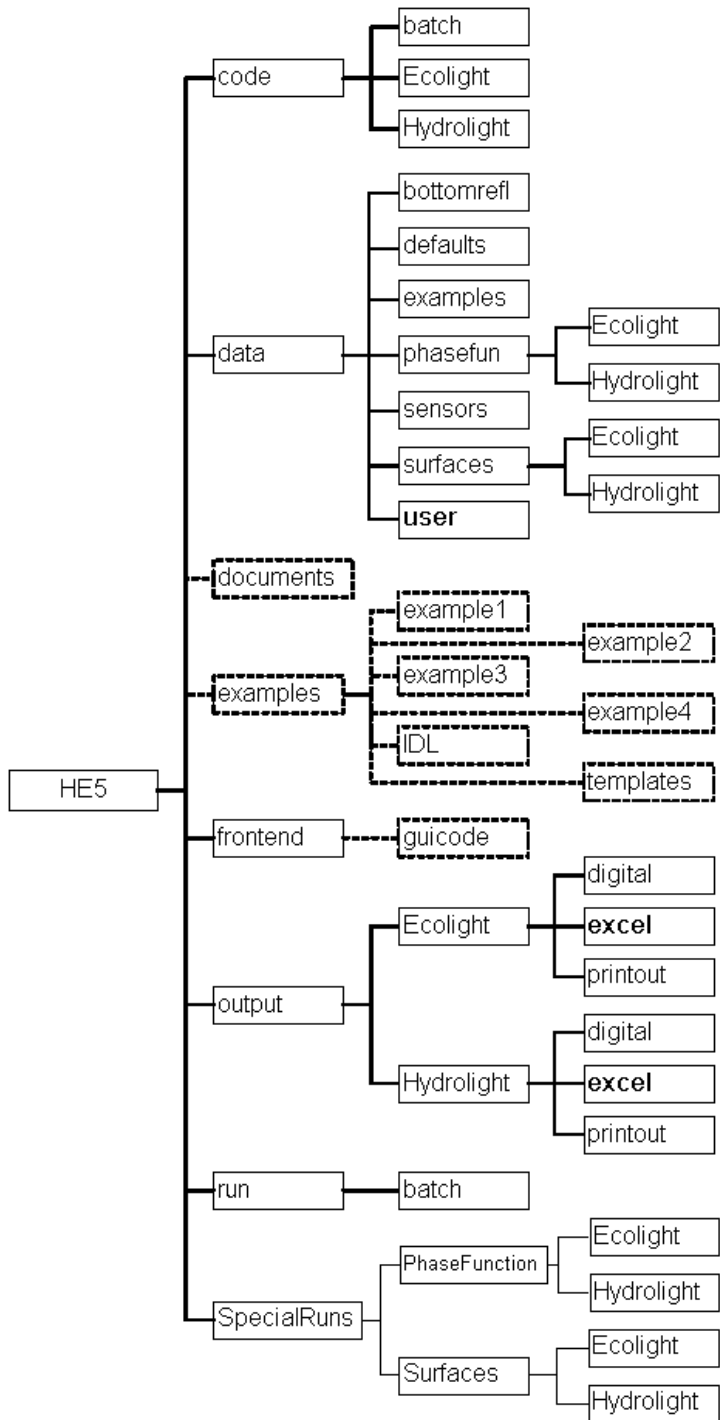 batch
code
Ecolight
Hydrolight
bottomrefl
defaults
examples
Ecolight
data
phasefun
Hydrolight
sensors
Ecolight
surfaces
Hydrolight
user
documents
example1
example2
example3
examples
example4
IDL
HE5
templates
frontend
guicode
digital
Ecolight
excel
printout
output
digital
Hydrolight
excel
printout
run
batch
Ecolight
PhaseFunction
Hydrolight
SpecialRuns
Ecolight
Surfaces
Hydrolight